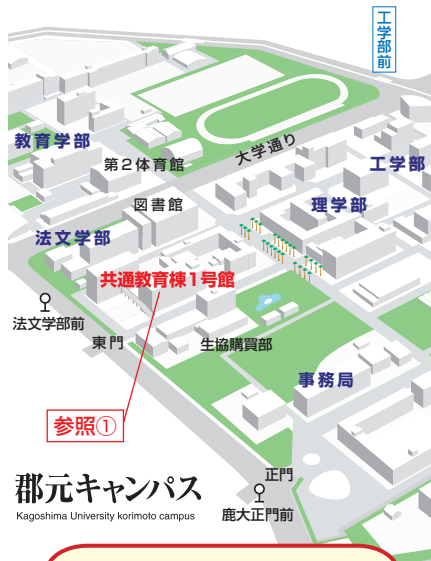 工学部前
教育学部
大学通り
第2体育館
工学部
図書館
理学部
法文学部
共通教育棟1号館
法文学部前
東門
生協購買部
事務局
参照①
正門
郡元キャンパス
Kagoshima University korimoto campus
鹿大正門前